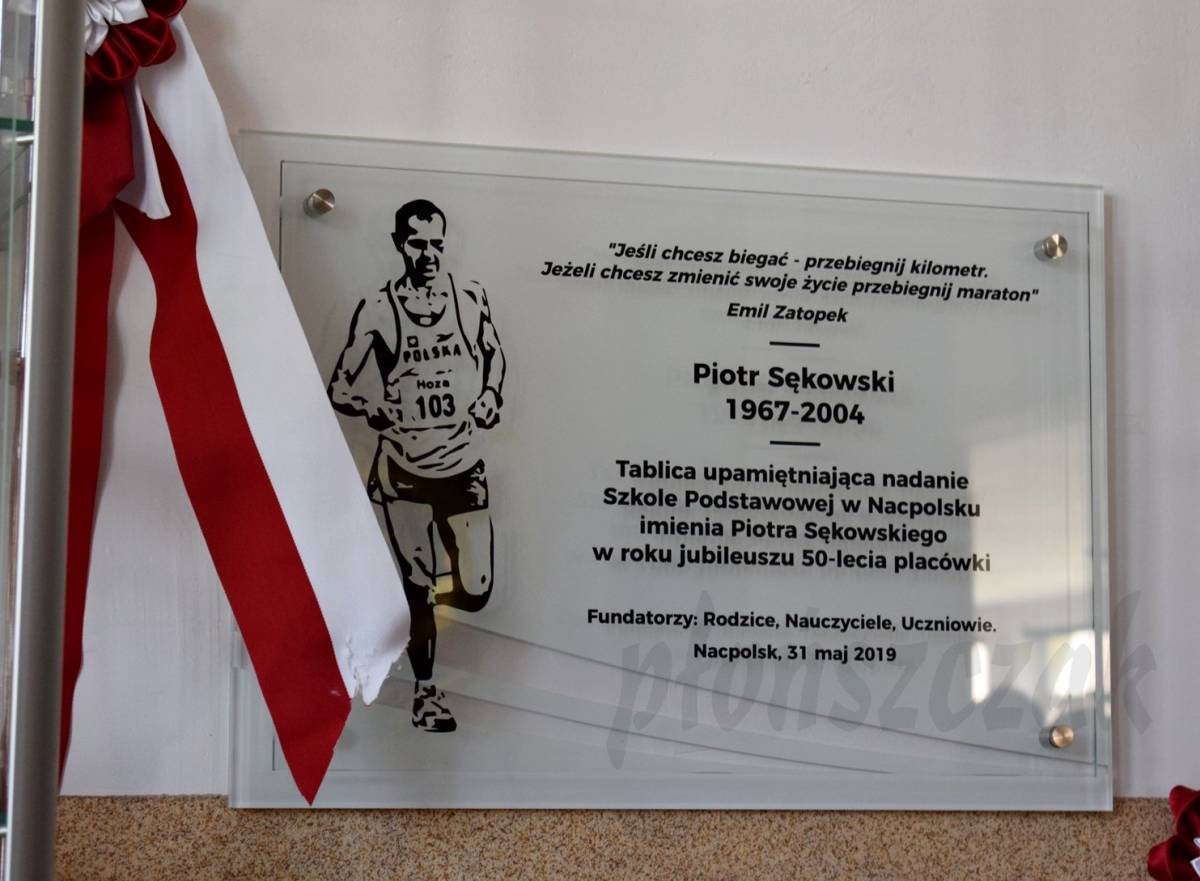 "Jeśli chcesz biegać - przebiegnij kilometr.
Jeżeli chcesz zmienić swoje życie przebiegnij maraton"
Emil Zatopek
Piotr Sękowski
1967-2004
Tablica upamiętniająca nadanie
Szkole Podstawowej w Nacpolsku
imienia Piotra Sękowskiego
w roku jubileuszu 50-lecia placówki
Fundatorzy: Rodzice, Nauczyciele, Uczniowie.
Nacpolsk, 31 maj 2019
POLSKA
Hoza
103
płońszczak